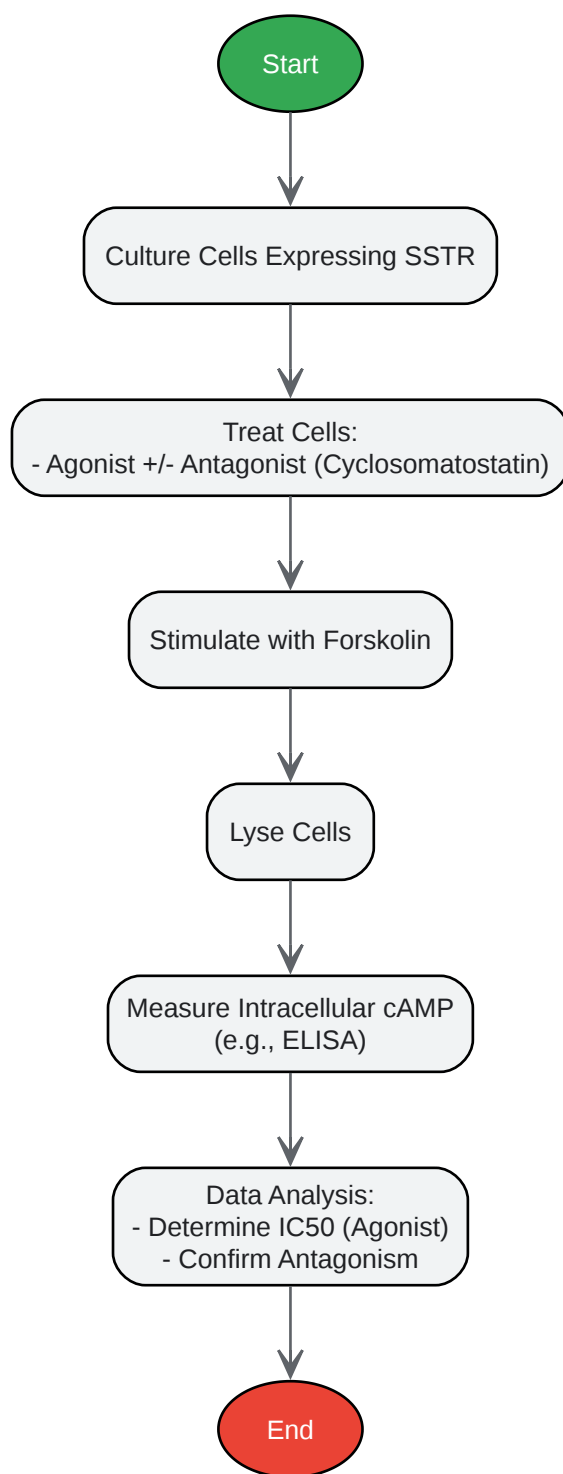 Start
Culture Cells Expressing SSTR
Treat Cells:
- Agonist +/- Antagonist (Cyclosomatostatin)
Stimulate with Forskolin
Lyse Cells
Measure Intracellular cAMP
(e.g., ELISA)
Data Analysis:
- Determine IC50 (Agonist)
- Confirm Antagonism
End